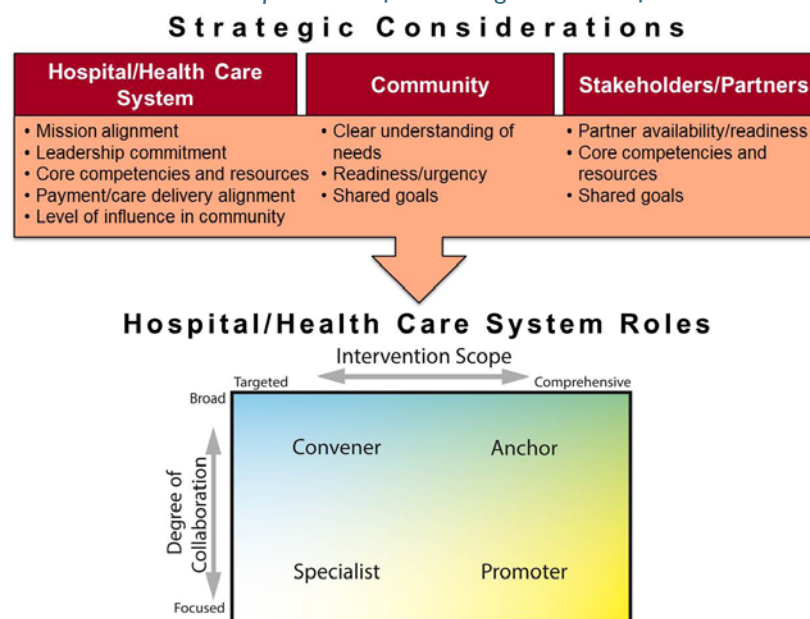 Strategic Considerations
Hospital/Health Care
System
Community
Stakeholders/Partners
• Mission alignment
• Leadership commitment
• Core competencies and resources
• Payment/care delivery alignment
• Level of influence in community
• Clear understanding of
needs
• Readiness/urgency
• Shared goals
• Partner availability/readiness
• Core competencies and
resources
• Shared goals
Hospital/Health Care System Roles
Intervention Scope
Targeted
Comprehensive
Broad
Degree of
Collaboration
Focused
Convener
Anchor
Specialist
Promoter